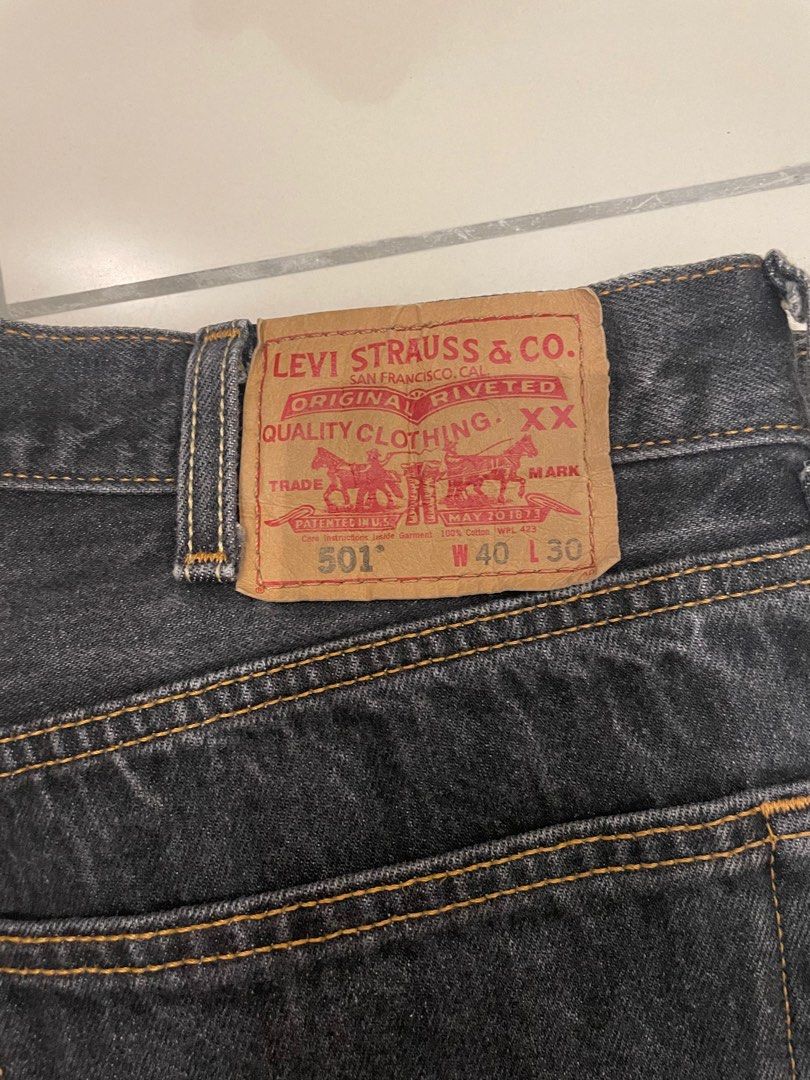 LEVI STRAUSS & CO.
SAN FRANCISCO, CAL.
ORIGINAL RIVETED
QUALITY CLOTHING. XX
TRADE MARK
PATENTED IN U.S. MAY 20 1873
Care Instructions Inside Garment 100% Cotton WPL 423
501® W 40 L 30
®